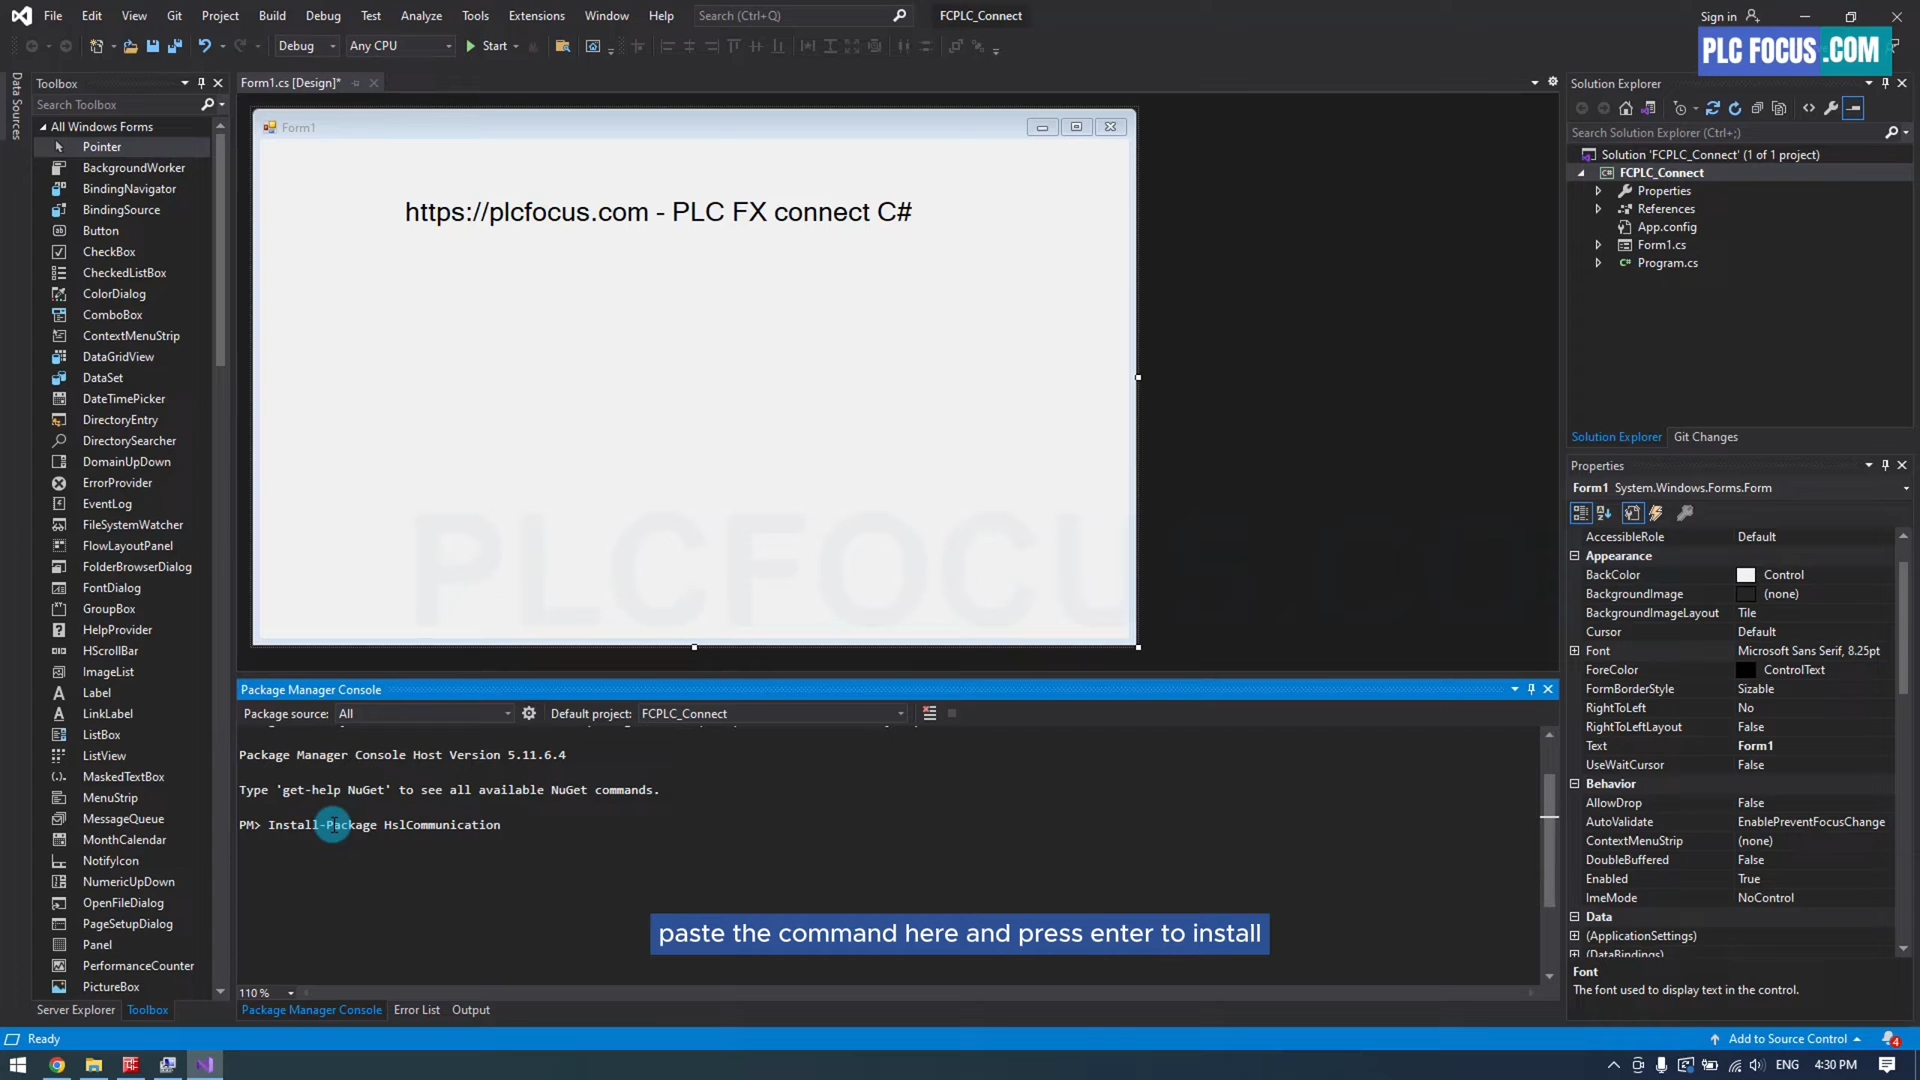 File Edit View Git Project Build Debug Test Analyze Tools Extensions Window Help Search (Ctrl+Q) FCPLC_Connect Sign in
Debug Any CPU Start
PLC FOCUS .COM
Data Sources
Toolbox
Search Toolbox
All Windows Forms
Pointer
BackgroundWorker
BindingNavigator
BindingSource
Button
CheckBox
CheckedListBox
ColorDialog
ComboBox
ContextMenuStrip
DataGridView
DataSet
DateTimePicker
DirectoryEntry
DirectorySearcher
DomainUpDown
ErrorProvider
EventLog
FileSystemWatcher
FlowLayoutPanel
FolderBrowserDialog
FontDialog
GroupBox
HelpProvider
HScrollBar
ImageList
Label
LinkLabel
ListBox
ListView
MaskedTextBox
MenuStrip
MessageQueue
MonthCalendar
NotifyIcon
NumericUpDown
OpenFileDialog
PageSetupDialog
Panel
PerformanceCounter
PictureBox
Server Explorer Toolbox
Form1.cs [Design]*
Form1
https://plcfocus.com - PLC FX connect C#
PLCFOCUS
Package Manager Console
Package source: All Default project: FCPLC_Connect
Package Manager Console Host Version 5.11.6.4
Type 'get-help NuGet' to see all available NuGet commands.
PM> Install-Package HslCommunication
paste the command here and press enter to install
110 %
Package Manager Console Error List Output
Solution Explorer
Search Solution Explorer (Ctrl+;)
Solution 'FCPLC_Connect' (1 of 1 project)
FCPLC_Connect
Properties
References
App.config
Form1.cs
Program.cs
Solution Explorer Git Changes
Properties
Form1 System.Windows.Forms.Form
AccessibleRole Default
Appearance
BackColor Control
BackgroundImage (none)
BackgroundImageLayout Tile
Cursor Default
Font Microsoft Sans Serif, 8.25pt
ForeColor ControlText
FormBorderStyle Sizable
RightToLeft No
RightToLeftLayout False
Text Form1
UseWaitCursor False
Behavior
AllowDrop False
AutoValidate EnablePreventFocusChange
ContextMenuStrip (none)
DoubleBuffered False
Enabled True
ImeMode NoControl
Data
(ApplicationSettings)
(DataBindings)
Font
The font used to display text in the control.
Ready Add to Source Control 4
ENG 4:30 PM